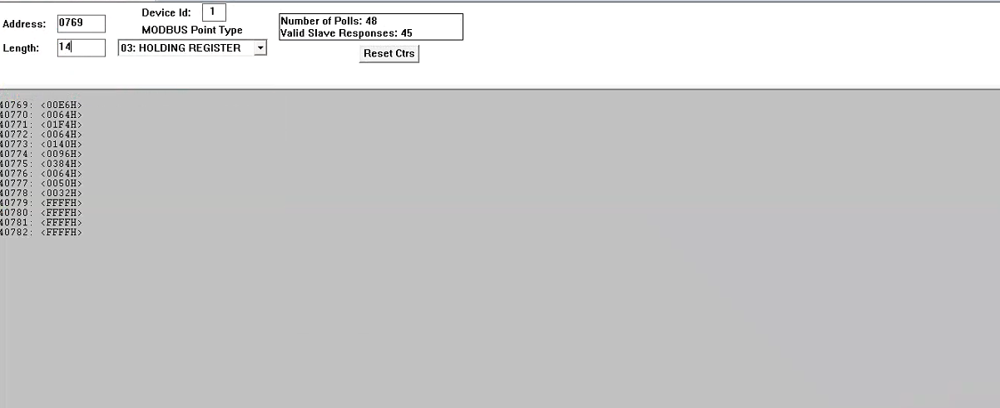 Address: 0769
Device Id: 1
MODBUS Point Type
Length: 14
03: HOLDING REGISTER
Number of Polls: 48
Valid Slave Responses: 45
Reset Ctrs
40769: <00E6H>
40770: <0064H>
40771: <01F4H>
40772: <0064H>
40773: <0140H>
40774: <0096H>
40775: <0384H>
40776: <0064H>
40777: <0050H>
40778: <0032H>
40779: <FFFFH>
40780: <FFFFH>
40781: <FFFFH>
40782: <FFFFH>